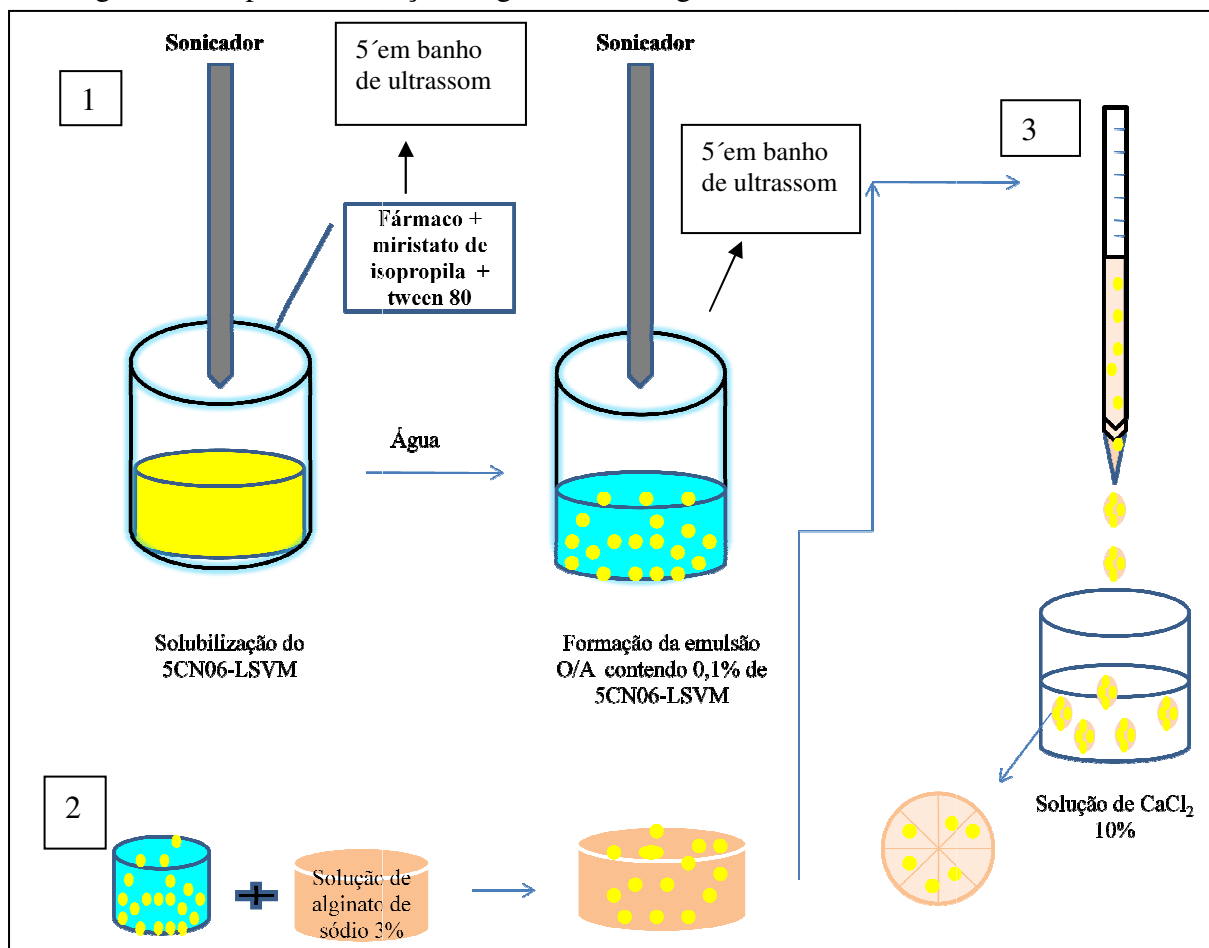 Sonicador
5´em banho
de ultrassom
1
Fármaco +
miristato de
isopropila +
tween 80
Água
Solubilização do
5CN06-LSVM
Sonicador
5´em banho
de ultrassom
Formação da emulsão
O/A contendo 0,1% de
5CN06-LSVM
2
Solução de
alginato de
sódio 3%
3
Solução de CaCl₂
10%